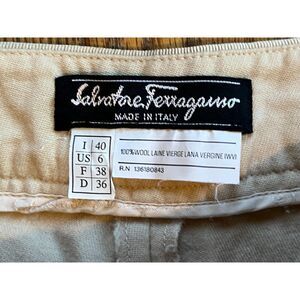 Salvatore Ferragamo
MADE IN ITALY
I 40
US 6
F 38
D 36
100%WOOL LAINE VIERGE LANA VERGINE (WV)
R.N 136180843